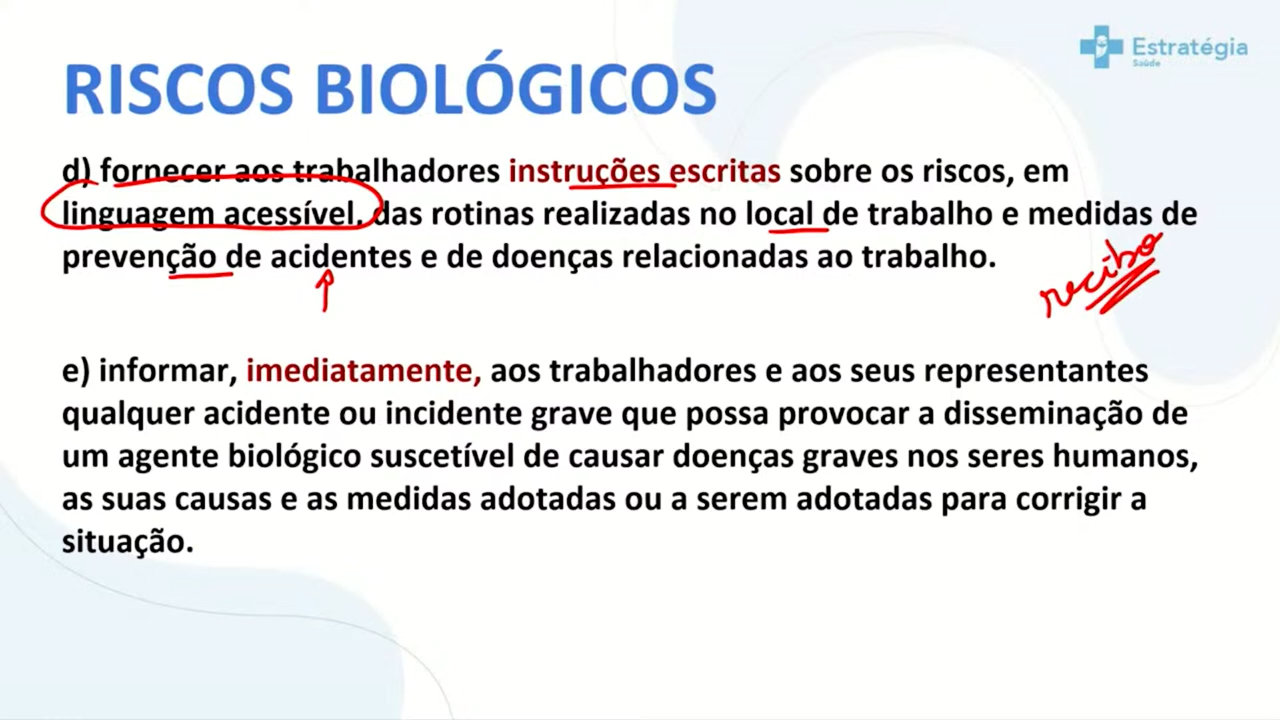 Estratégia
Saúde
RISCOS BIOLÓGICOS
d) fornecer aos trabalhadores instruções escritas sobre os riscos, em
linguagem acessível, das rotinas realizadas no local de trabalho e medidas de
prevenção de acidentes e de doenças relacionadas ao trabalho.
recibo
e) informar, imediatamente, aos trabalhadores e aos seus representantes
qualquer acidente ou incidente grave que possa provocar a disseminação de
um agente biológico suscetível de causar doenças graves nos seres humanos,
as suas causas e as medidas adotadas ou a serem adotadas para corrigir a
situação.